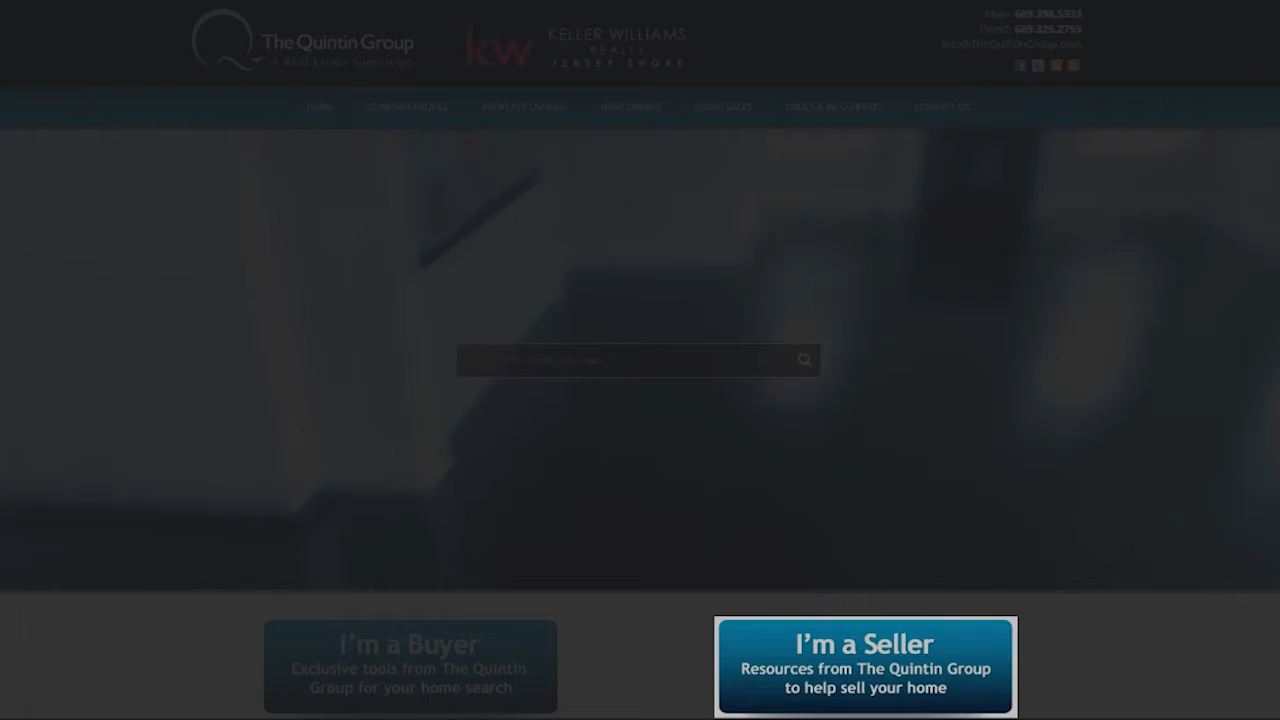 Main: 609.398.5333
The Quintin Group
A Real Estate Sunstream
kw
KELLER WILLIAMS
REALTY
JERSEY SHORE
Direct: 609.325.2793
info@TheQuintinGroup.com
HOME
COMPANY PROFILE
PROPERTY LISTINGS
BANK OWNED
SHORT SALES
TOOLS & INFO VIDEOS
CONTACT US
I'm a Buyer
Exclusive tools from The Quintin
Group for your home search
I'm a Seller
Resources from The Quintin Group
to help sell your home